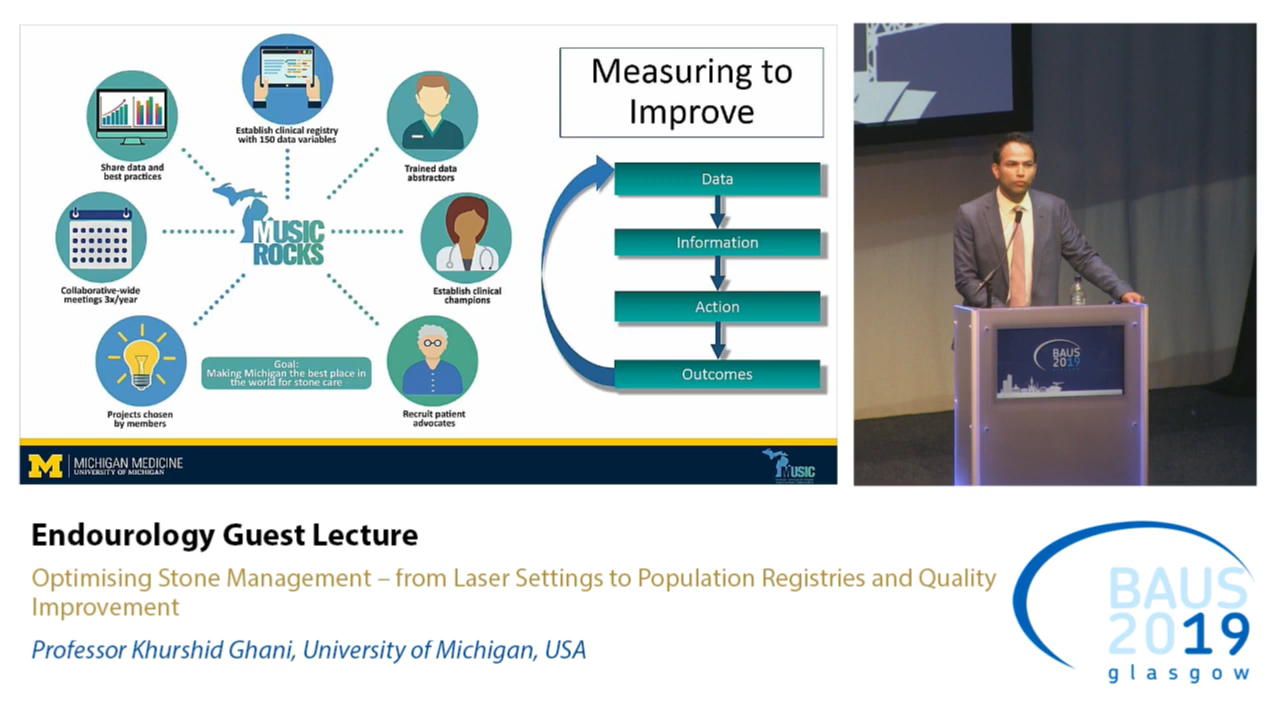 Establish clinical registry
with 150 data variables
Share data and
best practices
Trained data
abstractors
MUSIC
ROCKS
Collaborative-wide
meetings 3x/year
Establish clinical
champions
Goal:
Making Michigan the best place in
the world for stone care
Projects chosen
by members
Recruit patient
advocates
Measuring to
Improve
Data
Information
Action
Outcomes
M
MICHIGAN MEDICINE
UNIVERSITY OF MICHIGAN
MUSIC
BAUS
2019
Endourology Guest Lecture
Optimising Stone Management – from Laser Settings to Population Registries and Quality
Improvement
Professor Khurshid Ghani, University of Michigan, USA
BAUS
2019
glasgow